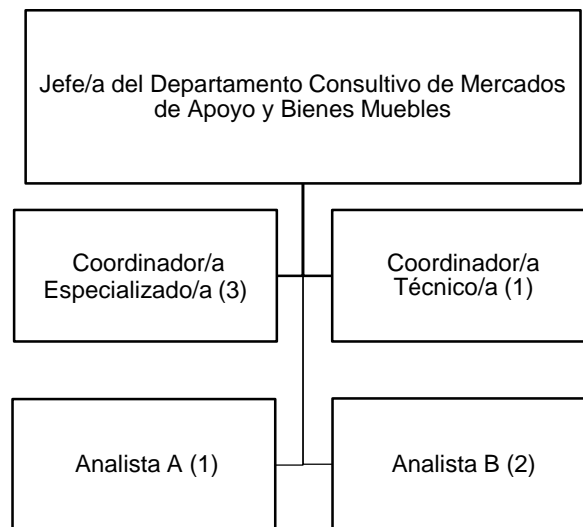 Jefe/a del Departamento Consultivo de Mercados
de Apoyo y Bienes Muebles
Coordinador/a
Especializado/a (3)
Coordinador/a
Técnico/a (1)
Analista A (1)
Analista B (2)